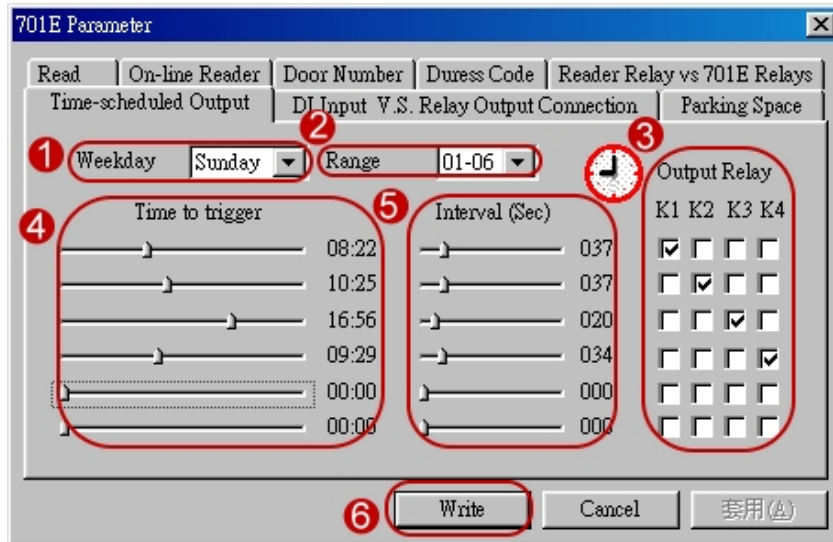 701E Parameter
Read On-line Reader Door Number Duress Code Reader Relay vs 701E Relays
Time-scheduled Output DI Input V.S. Relay Output Connection Parking Space
1 Weekday Sunday 2 Range 01-06 3 Output Relay
4 Time to trigger 5 Interval (Sec) K1 K2 K3 K4
08:22 037
10:25 037
16:56 020
09:29 034
00:00 000
00:00 000
6 Write Cancel 套用(A)